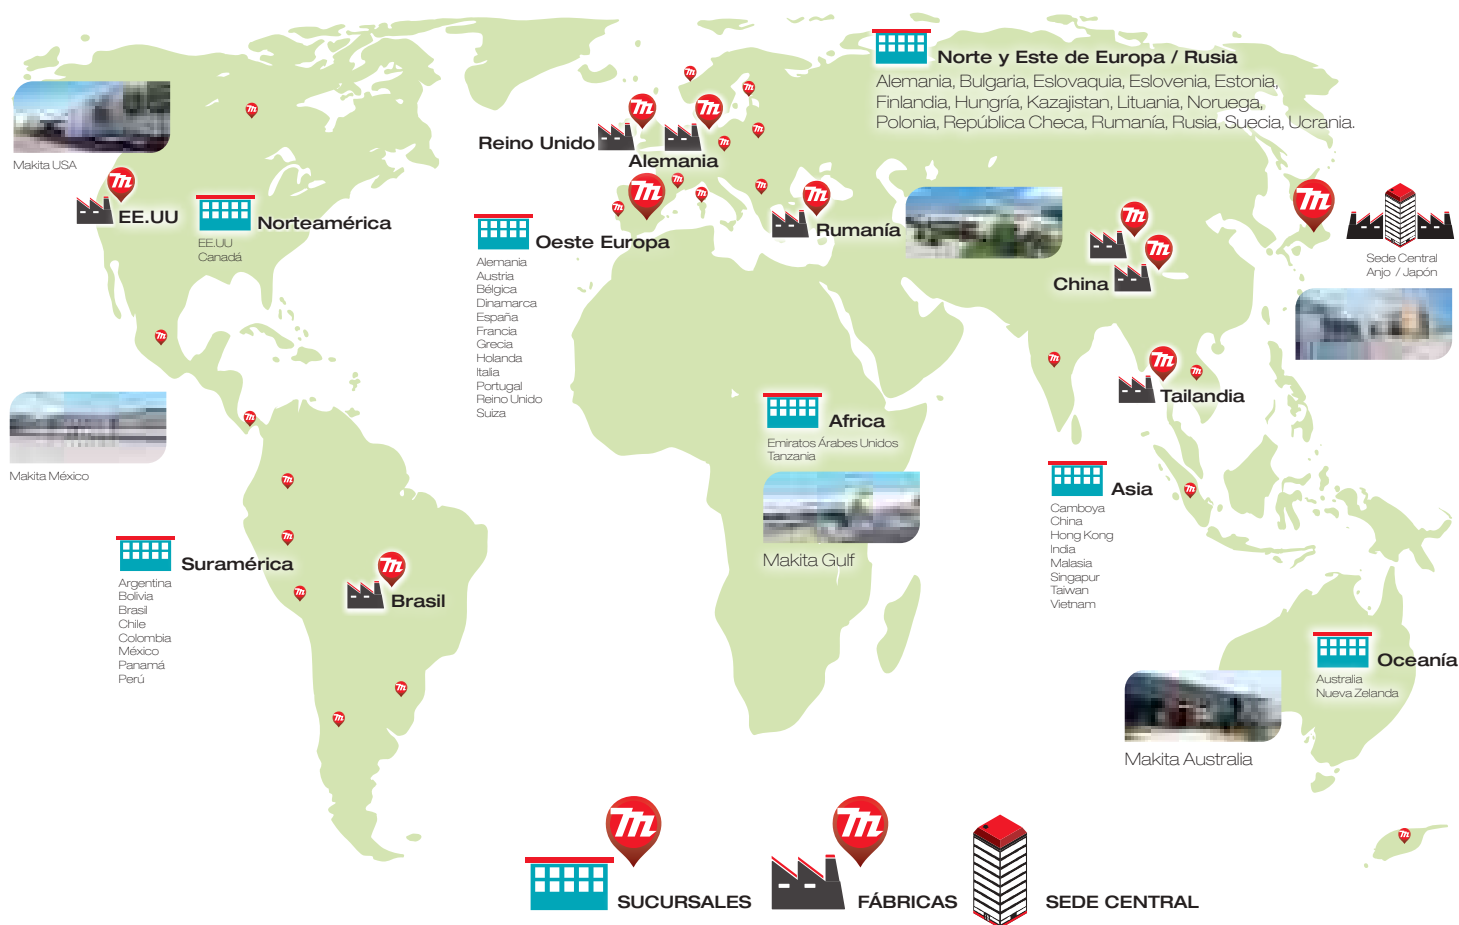 Norte y Este de Europa / Rusia
Alemania, Bulgaria, Eslovaquia, Eslovenia, Estonia,
Finlandia, Hungría, Kazajistan, Lituania, Noruega,
Polonia, República Checa, Rumanía, Rusia, Suecia, Ucrania.
Makita USA
EE.UU
Norteamérica
EE.UU
Canadá
Reino Unido
Alemania
Rumanía
Oeste Europa
Alemania
Austria
Bélgica
Dinamarca
España
Francia
Grecia
Holanda
Italia
Portugal
Reino Unido
Suiza
China
Sede Central
Anjo / Japón
Tailandia
Makita México
Africa
Emiratos Árabes Unidos
Tanzania
Makita Gulf
Asia
Camboya
China
Hong Kong
India
Malasia
Singapur
Taiwan
Vietnam
Suramérica
Argentina
Bolivia
Brasil
Chile
Colombia
México
Panamá
Perú
Brasil
Oceanía
Australia
Nueva Zelanda
Makita Australia
SUCURSALES
FÁBRICAS
SEDE CENTRAL